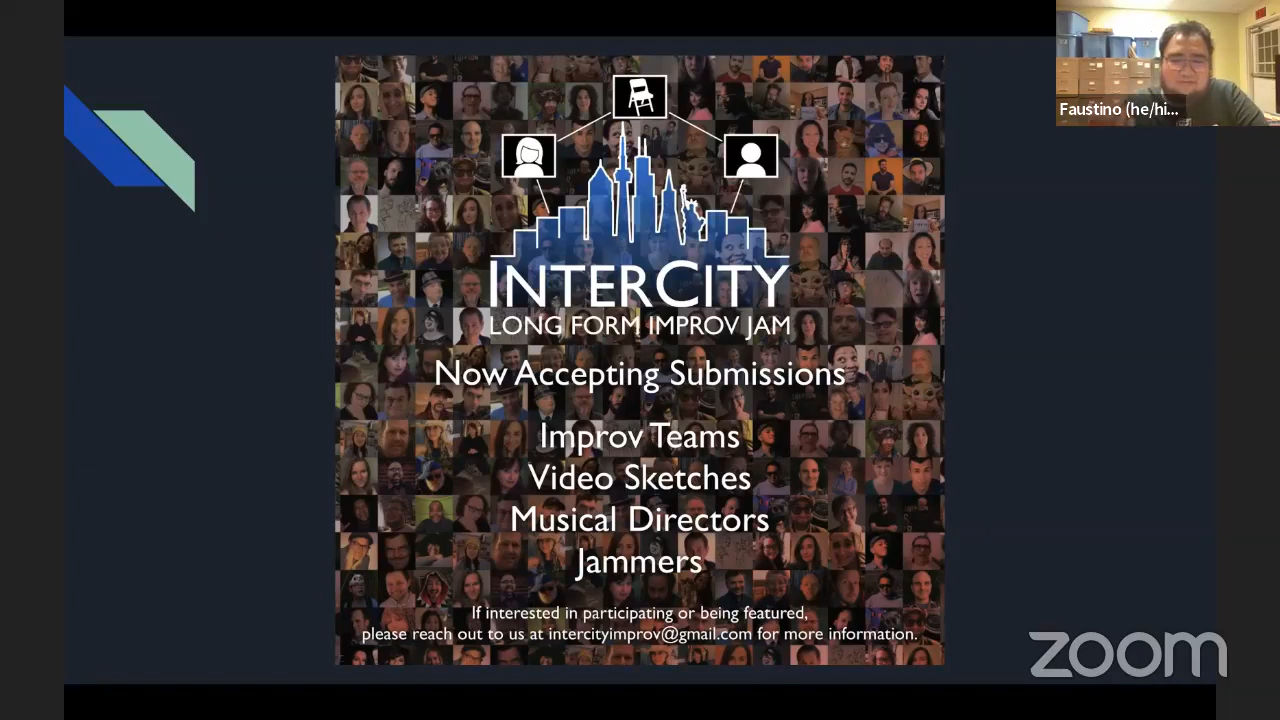 Faustino (he/hi...
INTERCITY
LONG FORM IMPROV JAM
Now Accepting Submissions
Improv Teams
Video Sketches
Musical Directors
Jammers
If interested in participating or being featured,
please reach out to us at intercityimprov@gmail.com for more information.
zoom